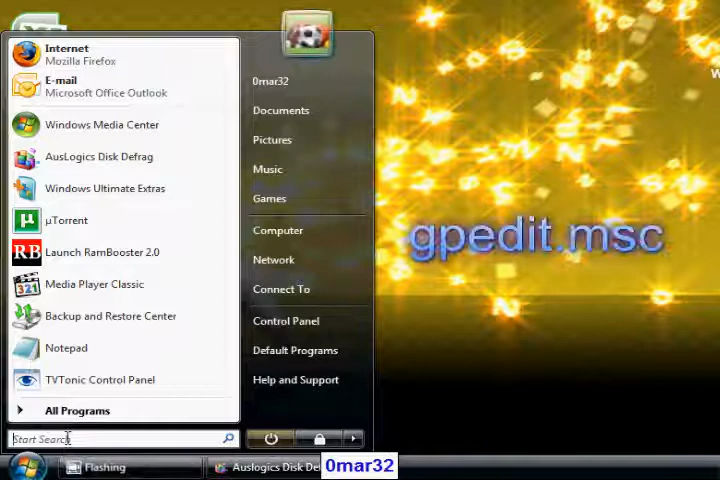 Internet
Mozilla Firefox
E-mail
Microsoft Office Outlook
Windows Media Center
AusLogics Disk Defrag
Windows Ultimate Extras
µTorrent
RB Launch RamBooster 2.0
321 Media Player Classic
Backup and Restore Center
Notepad
TVTonic Control Panel
All Programs
Start Search
0mar32
Documents
Pictures
Music
Games
Computer
Network
Connect To
Control Panel
Default Programs
Help and Support
gpedit.msc
Flashing
Auslogics Disk De
0mar32